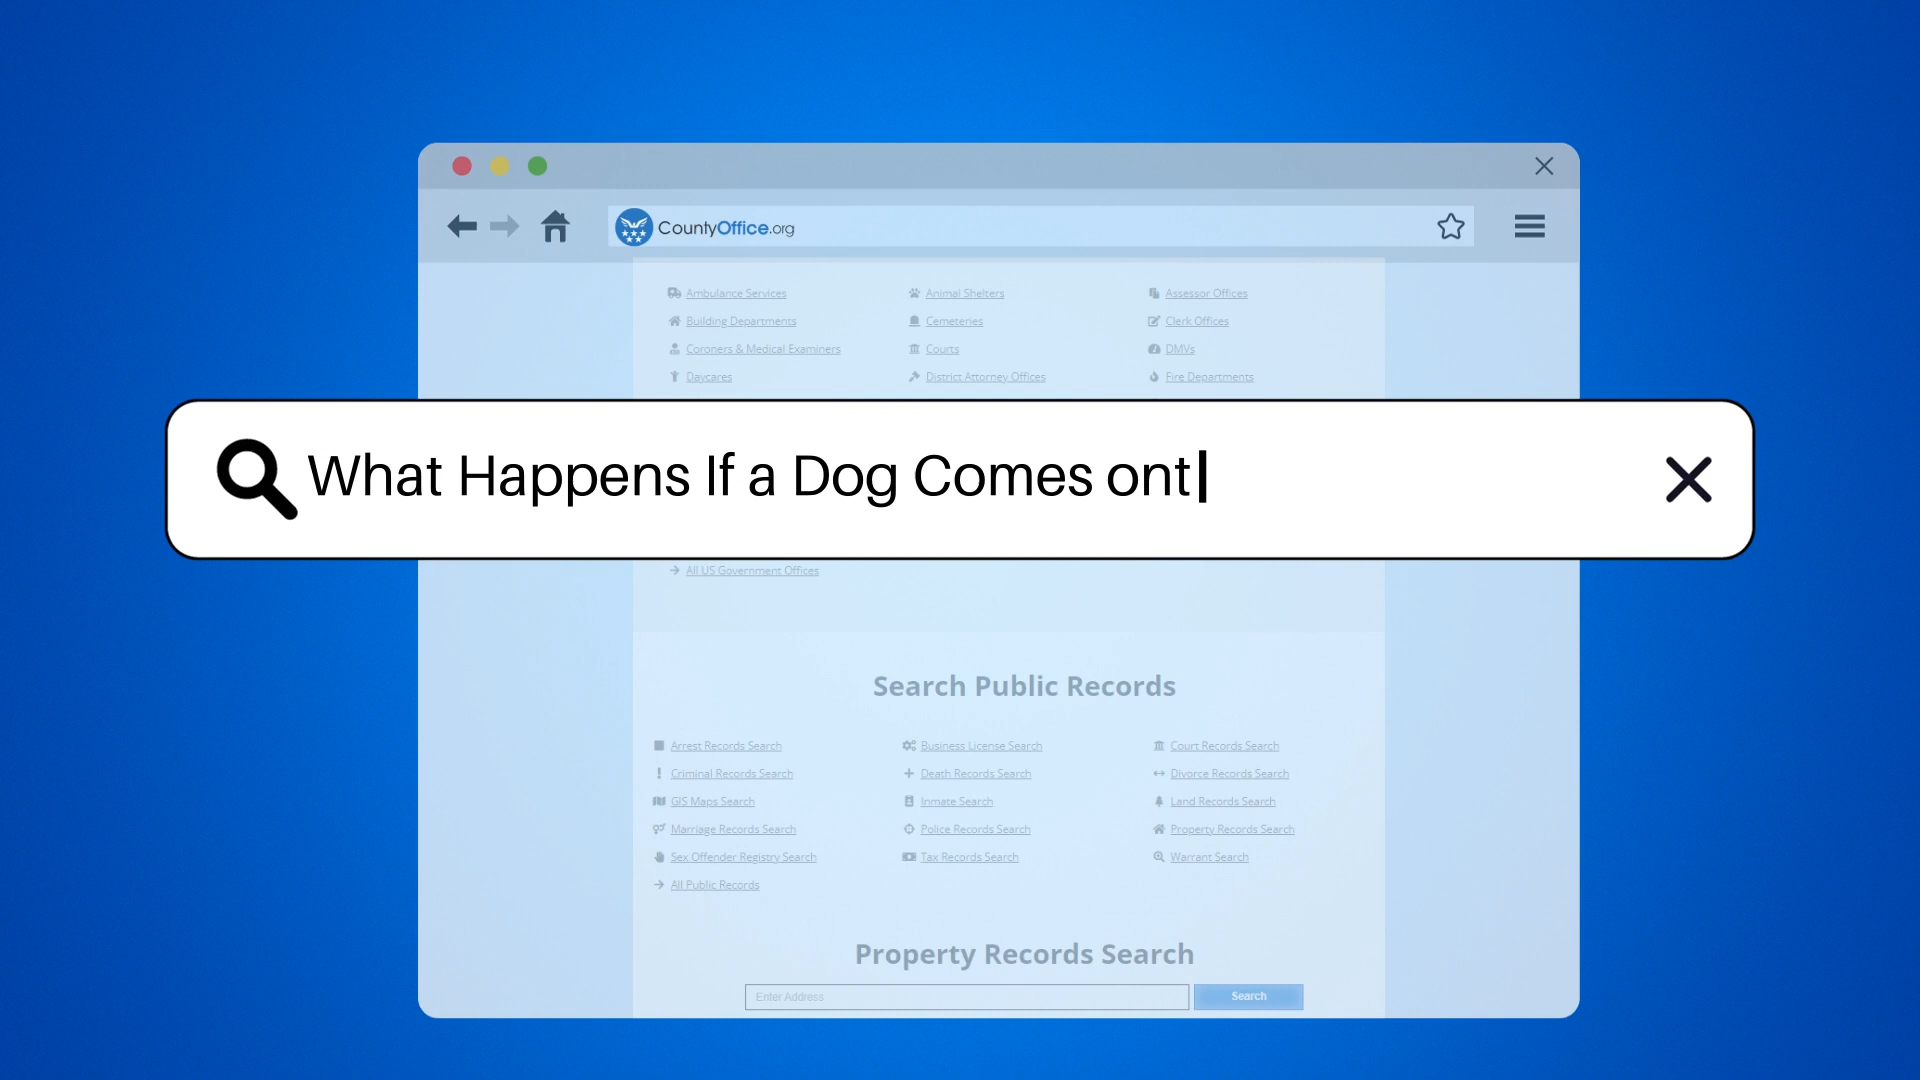 CountyOffice.org
Ambulance Services Animal Shelters Assessor Offices
Building Departments Cemeteries Clerk Offices
Coroners & Medical Examiners Courts DMVs
Daycares District Attorney Offices Fire Departments
What Happens If a Dog Comes ont
All US Government Offices
Search Public Records
Arrest Records Search Business License Search Court Records Search
Criminal Records Search Death Records Search Divorce Records Search
GIS Maps Search Inmate Search Land Records Search
Marriage Records Search Police Records Search Property Records Search
Sex Offender Registry Search Tax Records Search Warrant Search
All Public Records
Property Records Search
Enter Address Search